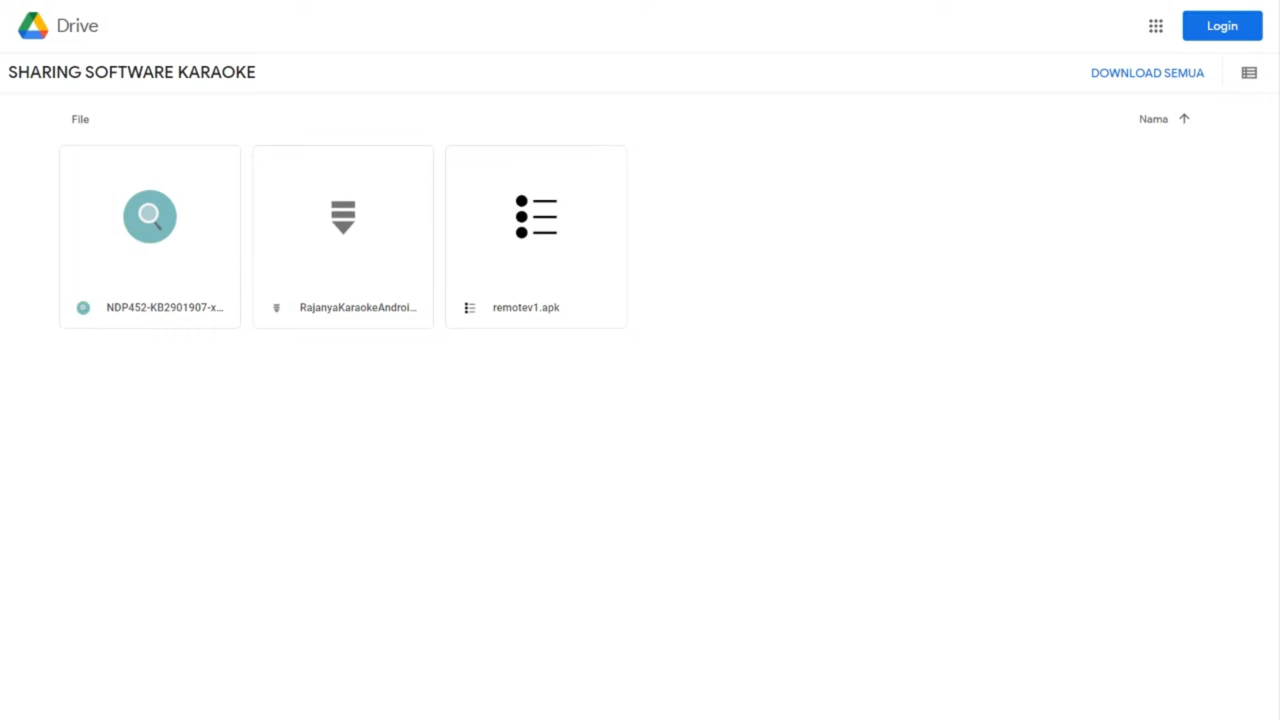 Drive
Login
SHARING SOFTWARE KARAOKE
DOWNLOAD SEMUA
File
Nama
NDP452-KB2901907-x...
RajanyaKaraokeAndroi...
remotev1.apk